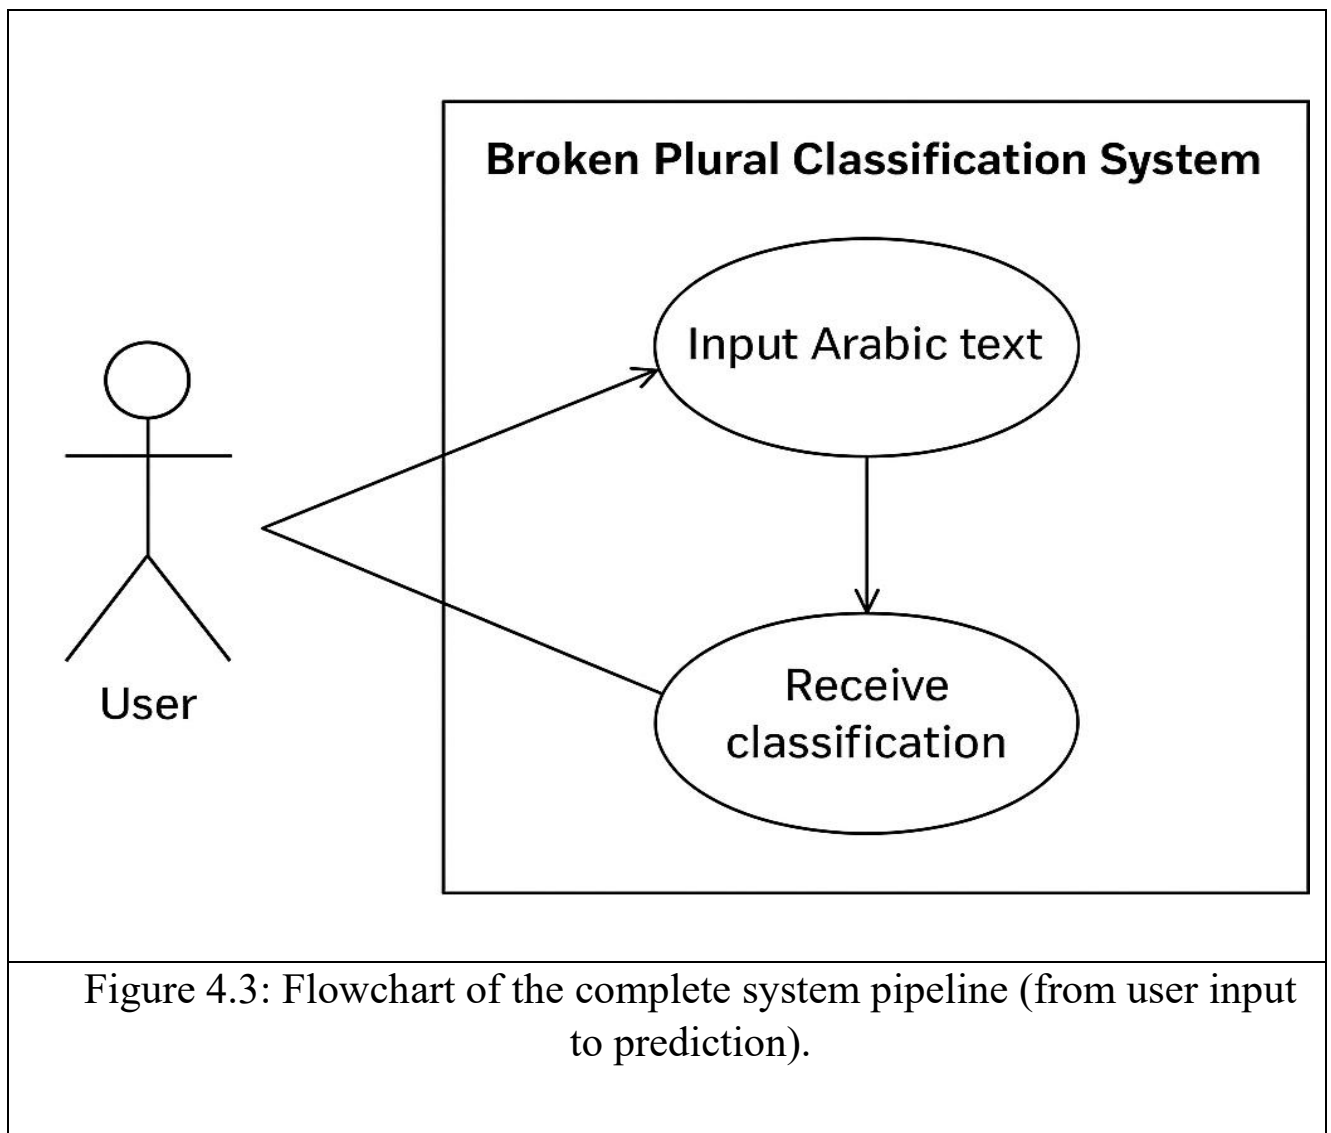 Broken Plural Classification System
Input Arabic text
Receive
classification
User
Figure 4.3: Flowchart of the complete system pipeline (from user input
to prediction).